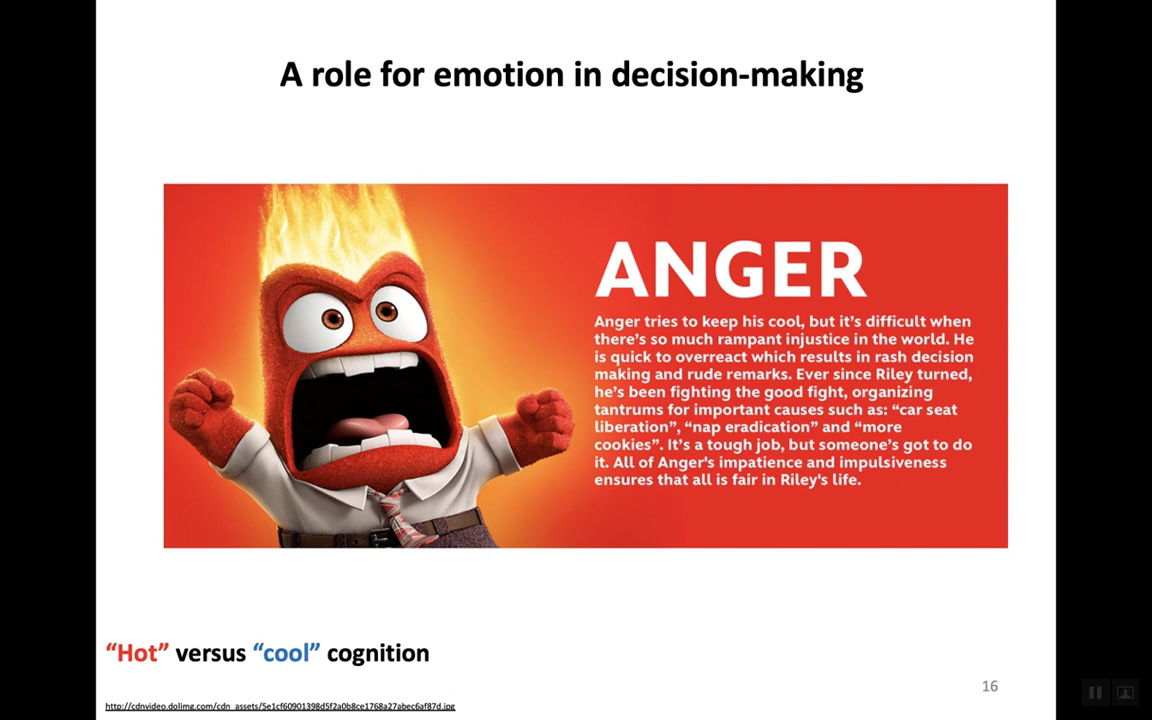 A role for emotion in decision-making
ANGER
Anger tries to keep his cool, but it's difficult when
there's so much rampant injustice in the world. He
is quick to overreact which results in rash decision
making and rude remarks. Ever since Riley turned,
he's been fighting the good fight, organizing
tantrums for important causes such as: “car seat
liberation”, “nap eradication” and “more
cookies”. It's a tough job, but someone's got to do
it. All of Anger's impatience and impulsiveness
ensures that all is fair in Riley's life.
“Hot” versus “cool” cognition
16
http://cdnvideo.dolimg.com/cdn_assets/5e1cf60901398d5f2a0b8ce1768a27abec6af87d.jpg